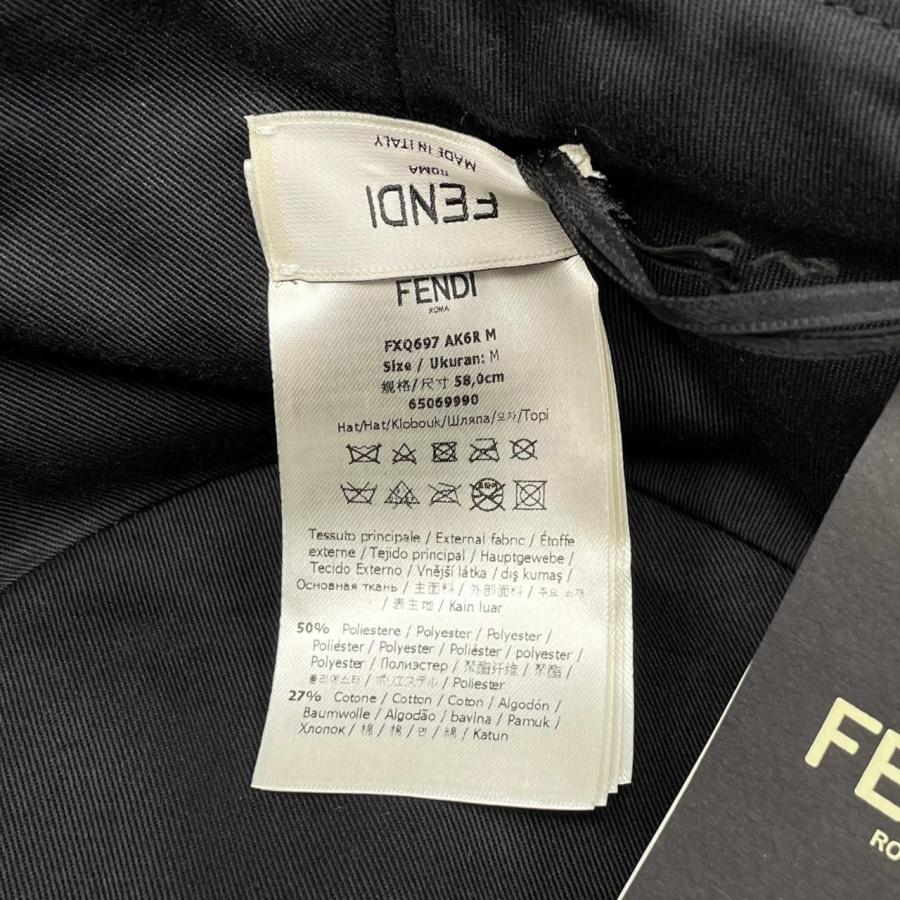 MADE IN ITALY
ROMA
FENDI
FENDI
ROMA
FXQ697 AK6R M
Size / Ukuran: M
规格/尺寸 58,0cm
65069990
Hat/Hat/Klobouk/Шляпа/모자/Topi
Tessuto principale / External fabric / Étoffe
externe / Tejido principal / Hauptgewebe /
Tecido Externo / Vnější látka / dış kumaş /
Основная ткань / 主面料 / 外部面料 / 주요 소재
/ 表生地 / Kain luar
50% Poliestere / Polyester / Polyester /
Poliéster / Polyester / Poliéster / polyester /
Polyester / Полиэстер / 聚酯纤维 / 聚酯 /
폴리에스터 / ポリエステル / Poliester
27% Cotone / Cotton / Coton / Algodón /
Baumwolle / Algodão / bavlna / Pamuk /
Хлопок / 棉 / 棉 / 면 / 綿 / Katun
FE
RO